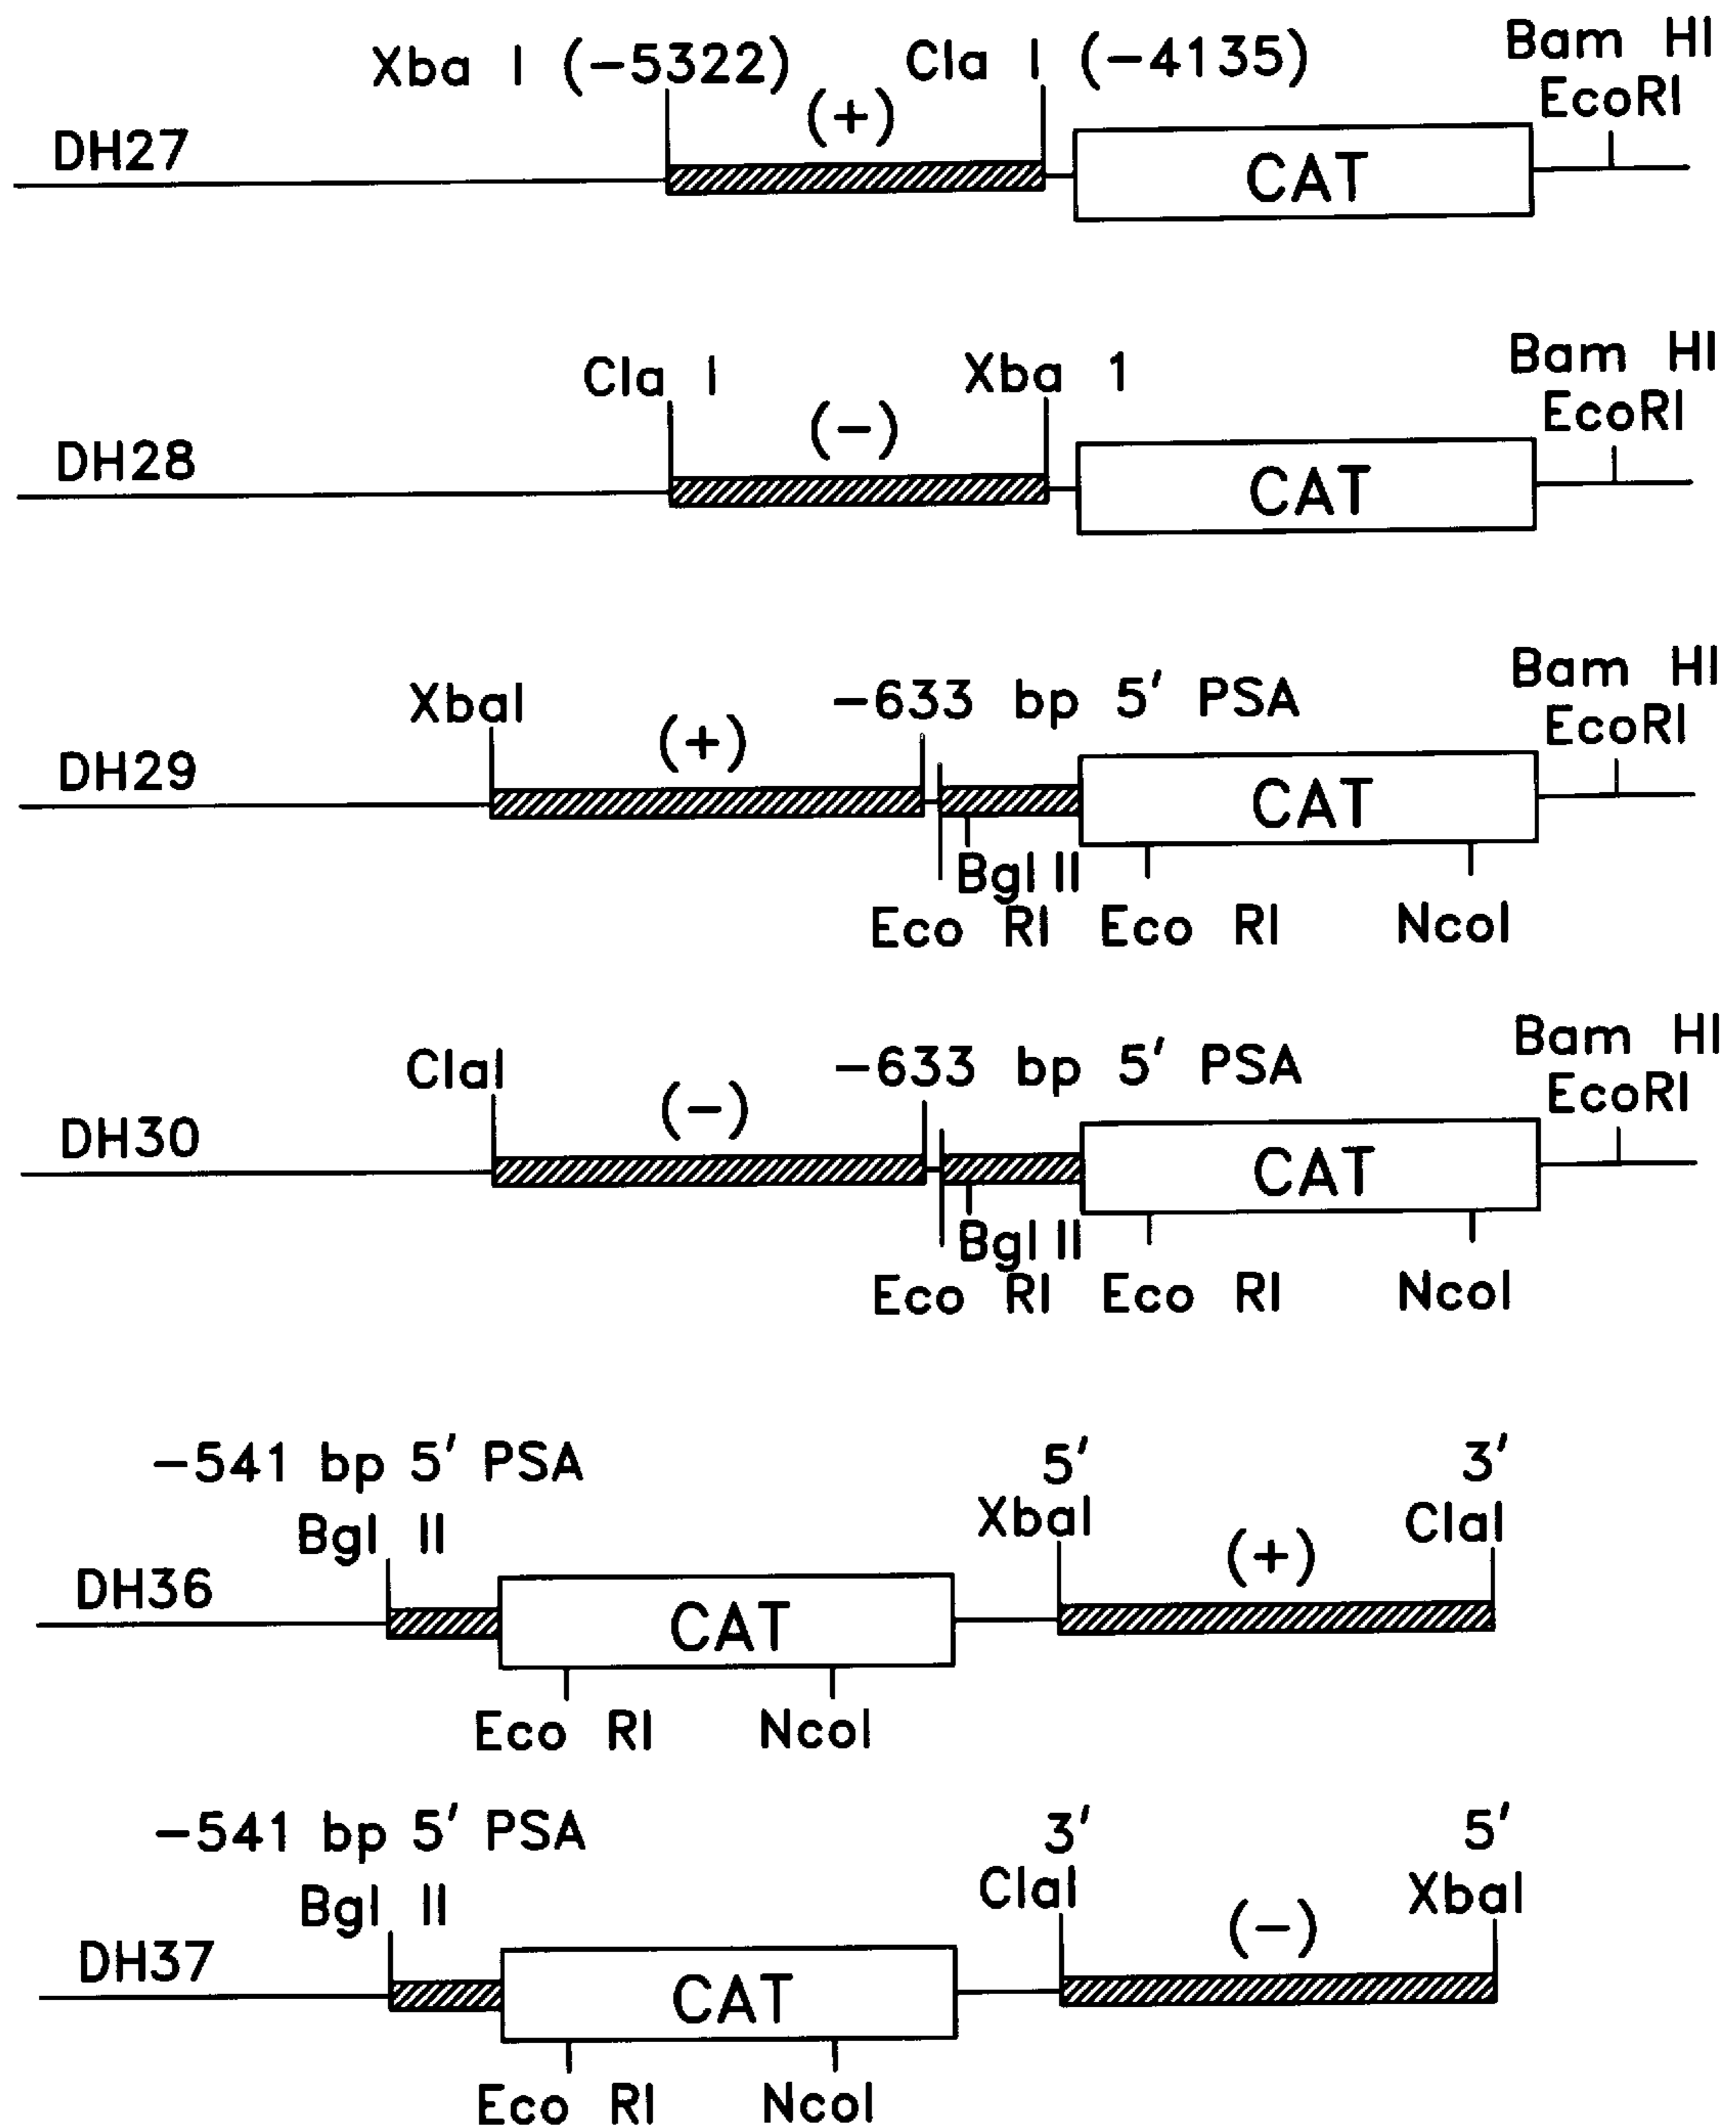 Xba I (-5322) Cla I (-4135) Bam HI
EcoRI
(+)
DH27
CAT
Cla I Xba 1 Bam HI
EcoRI
(-)
DH28
CAT
XbaI -633 bp 5' PSA Bam HI
EcoRI
(+)
DH29
CAT
Bgl II
Eco RI Eco RI NcoI
ClaI -633 bp 5' PSA Bam HI
EcoRI
(-)
DH30
CAT
Bgl II
Eco RI Eco RI NcoI
-541 bp 5' PSA 5' 3'
Bgl II XbaI ClaI
(+)
DH36
CAT
Eco RI NcoI
-541 bp 5' PSA 3' 5'
Bgl II ClaI XbaI
(-)
DH37
CAT
Eco RI NcoI